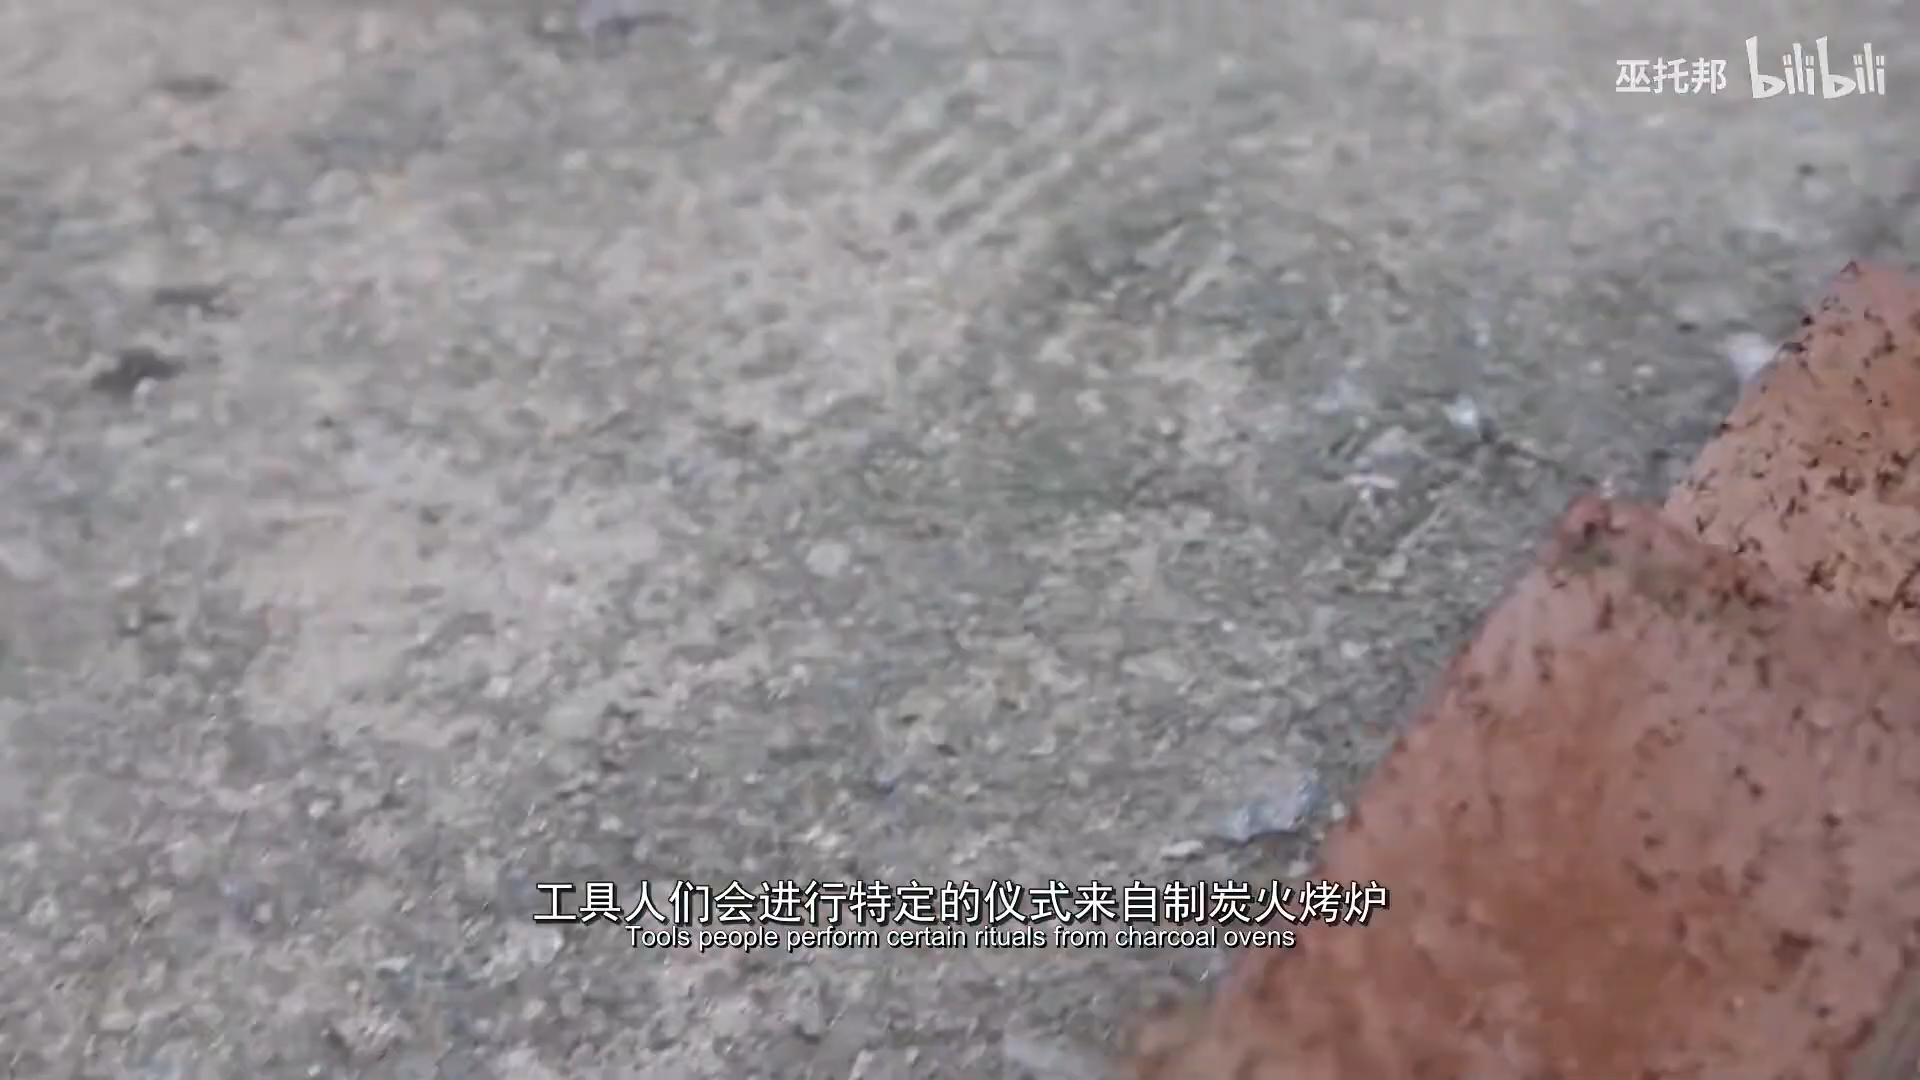 巫托邦 bilibili
工具人们会进行特定的仪式来自制炭火烤炉
Tools people perform certain rituals from charcoal ovens